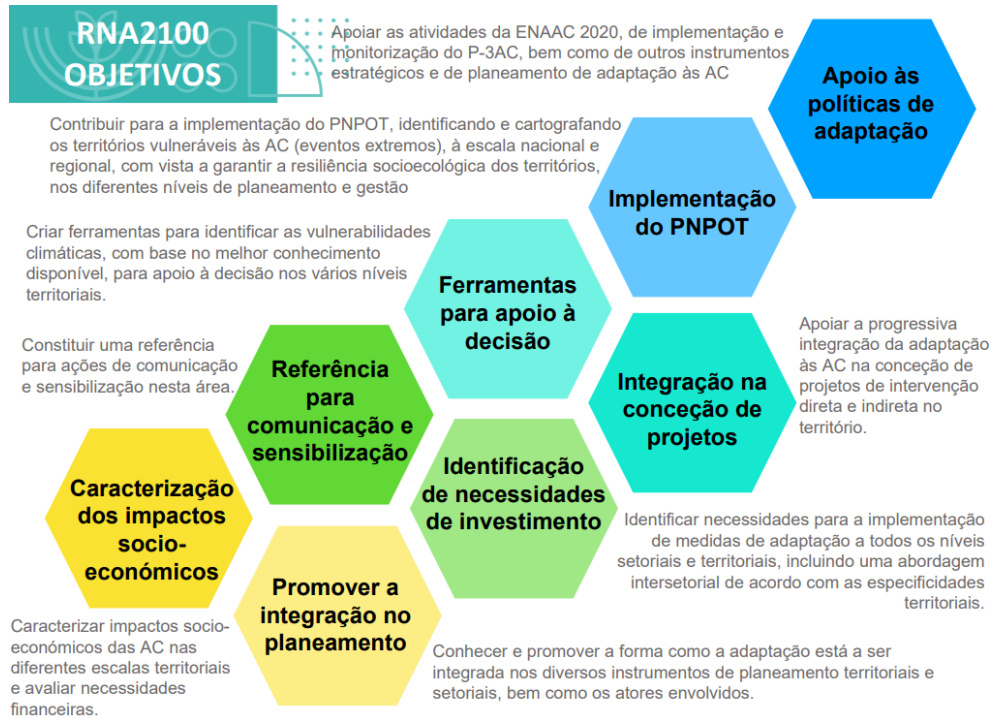 RNA2100
OBJETIVOS
Apoiar as atividades da ENAAC 2020, de implementação e
monitorização do P-3AC, bem como de outros instrumentos
estratégicos e de planeamento de adaptação às AC
Apoio às
políticas de
adaptação
Contribuir para a implementação do PNPOT, identificando e cartografando
os territórios vulneráveis às AC (eventos extremos), à escala nacional e
regional, com vista a garantir a resiliência socioecológica dos territórios,
nos diferentes níveis de planeamento e gestão
Implementação
do PNPOT
Criar ferramentas para identificar as vulnerabilidades
climáticas, com base no melhor conhecimento
disponível, para apoio à decisão nos vários níveis
territoriais.
Ferramentas
para apoio à
decisão
Constituir uma referência
para ações de comunicação
e sensibilização nesta área.
Referência
para
comunicação e
sensibilização
Integração na
conceção de
projetos
Apoiar a progressiva
integração da adaptação
às AC na conceção de
projetos de intervenção
direta e indireta no
território.
Identificação
de necessidades
de investimento
Identificar necessidades para a implementação
de medidas de adaptação a todos os níveis
setoriais e territoriais, incluindo uma abordagem
intersetorial de acordo com as especificidades
territoriais.
Caracterização
dos impactos
socio-
económicos
Caracterizar impactos socio-
económicos das AC nas
diferentes escalas territoriais
e avaliar necessidades
financeiras.
Promover a
integração no
planeamento
Conhecer e promover a forma como a adaptação está a ser
integrada nos diversos instrumentos de planeamento territoriais e
setoriais, bem como os atores envolvidos.